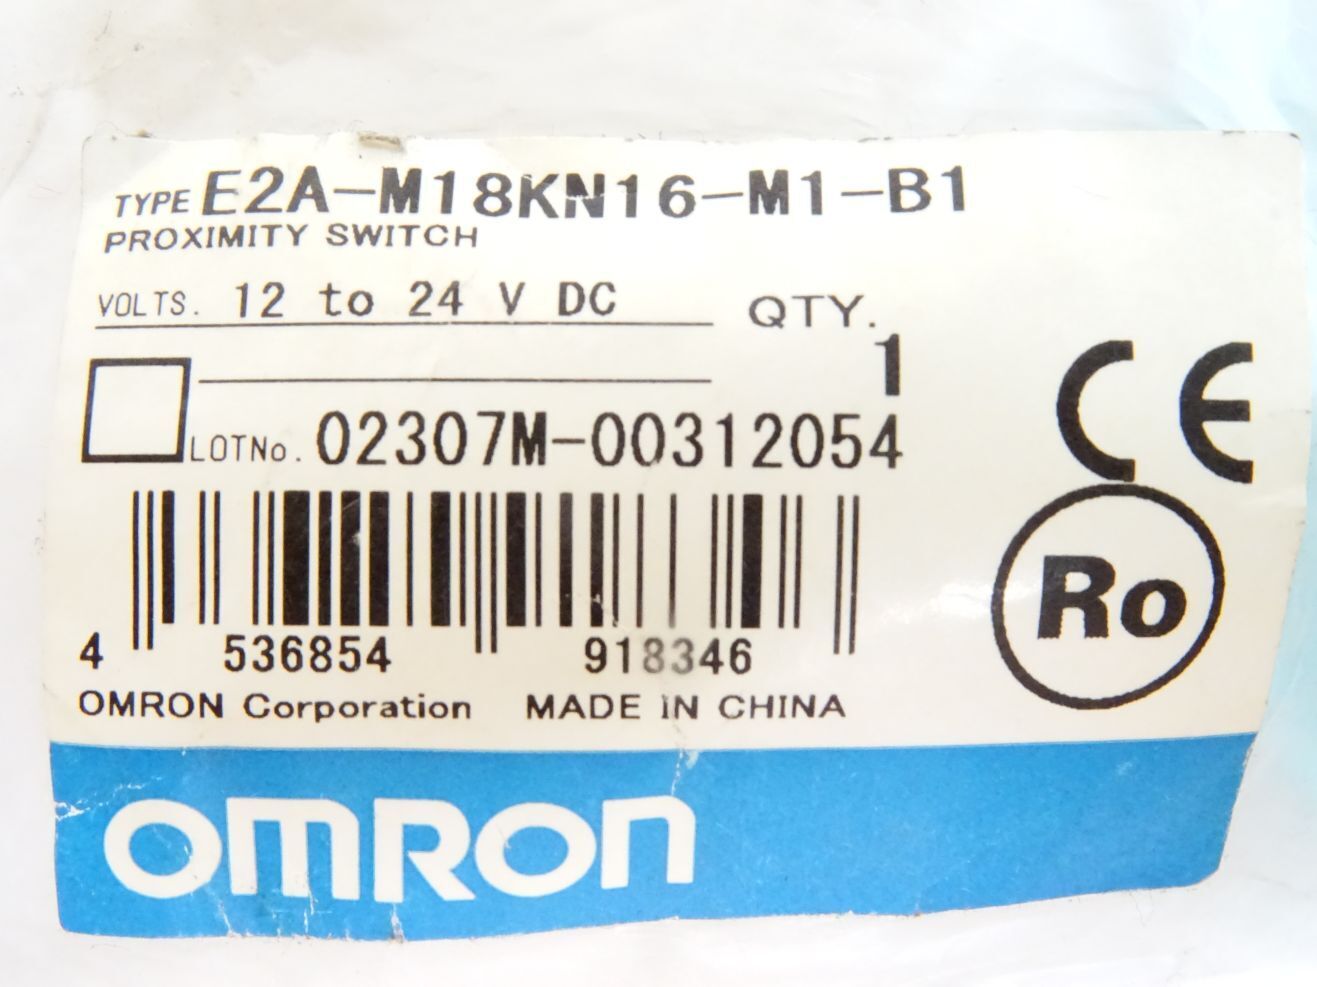 TYPE E2A-M18KN16-M1-B1
PROXIMITY SWITCH
VOLTS. 12 to 24 V DC QTY.
1
LOTNo. 02307M-00312054
4 536854 918346
OMRON Corporation MADE IN CHINA
CE
Ro
OMRON